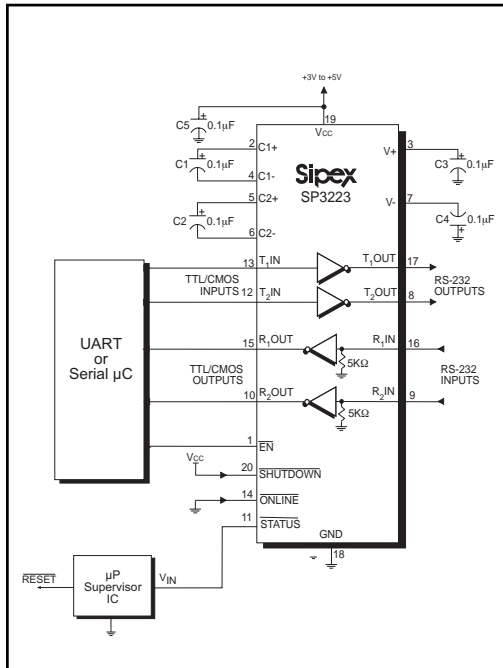 +3V to +5V
C5
+
0.1µF
19
VCC
2
C1+
C1
+
0.1µF
4
C1-
5
C2+
C2
+
0.1µF
6
C2-
Sipex
SP3223
V+
3
C3
+
0.1µF
V-
7
C4
0.1µF
+
UART
or
Serial µC
TTL/CMOS
INPUTS
13
T1IN
T1OUT
17
12
T2IN
T2OUT
8
RS-232
OUTPUTS
TTL/CMOS
OUTPUTS
15
R1OUT
R1IN
16
5KΩ
10
R2OUT
R2IN
9
5KΩ
RS-232
INPUTS
1
EN
VCC
20
SHUTDOWN
14
ONLINE
11
STATUS
GND
18
RESET
µP
Supervisor
IC
VIN